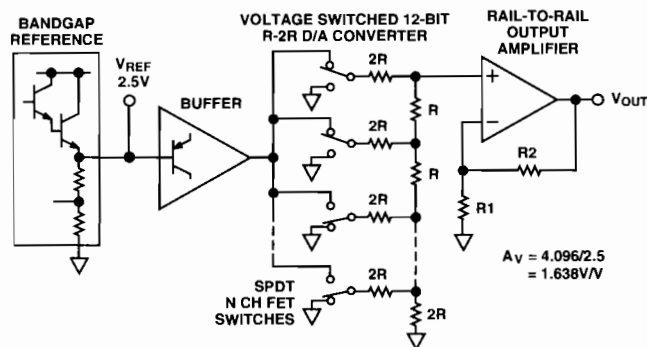 BANDGAP
REFERENCE
VREF
2.5V
BUFFER
VOLTAGE SWITCHED 12-BIT
R-2R D/A CONVERTER
RAIL-TO-RAIL
OUTPUT
AMPLIFIER
2R
R
2R
R
2R
2R
2R
SPDT
N CH FET
SWITCHES
+
−
VOUT
R2
R1
AV = 4.096/2.5
= 1.638V/V